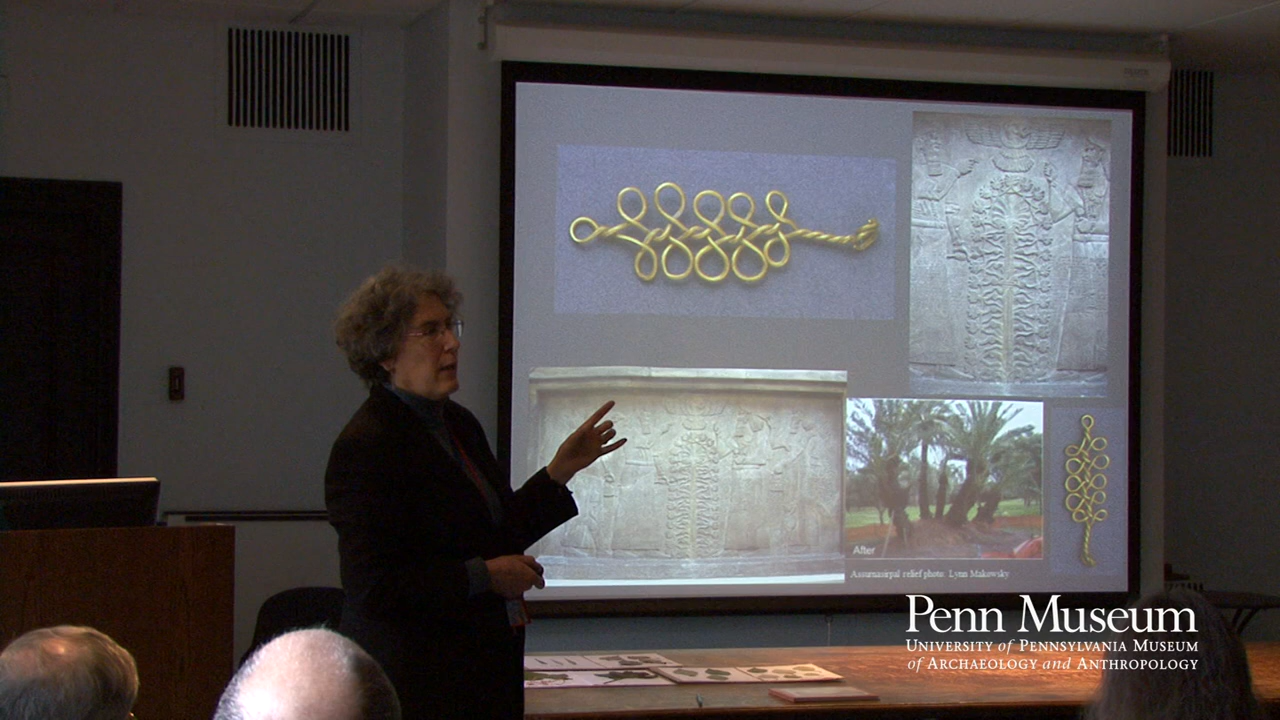 After
Assurnasirpal relief photo: Lynn Makowsky
Penn Museum
University of Pennsylvania Museum
of Archaeology and Anthropology